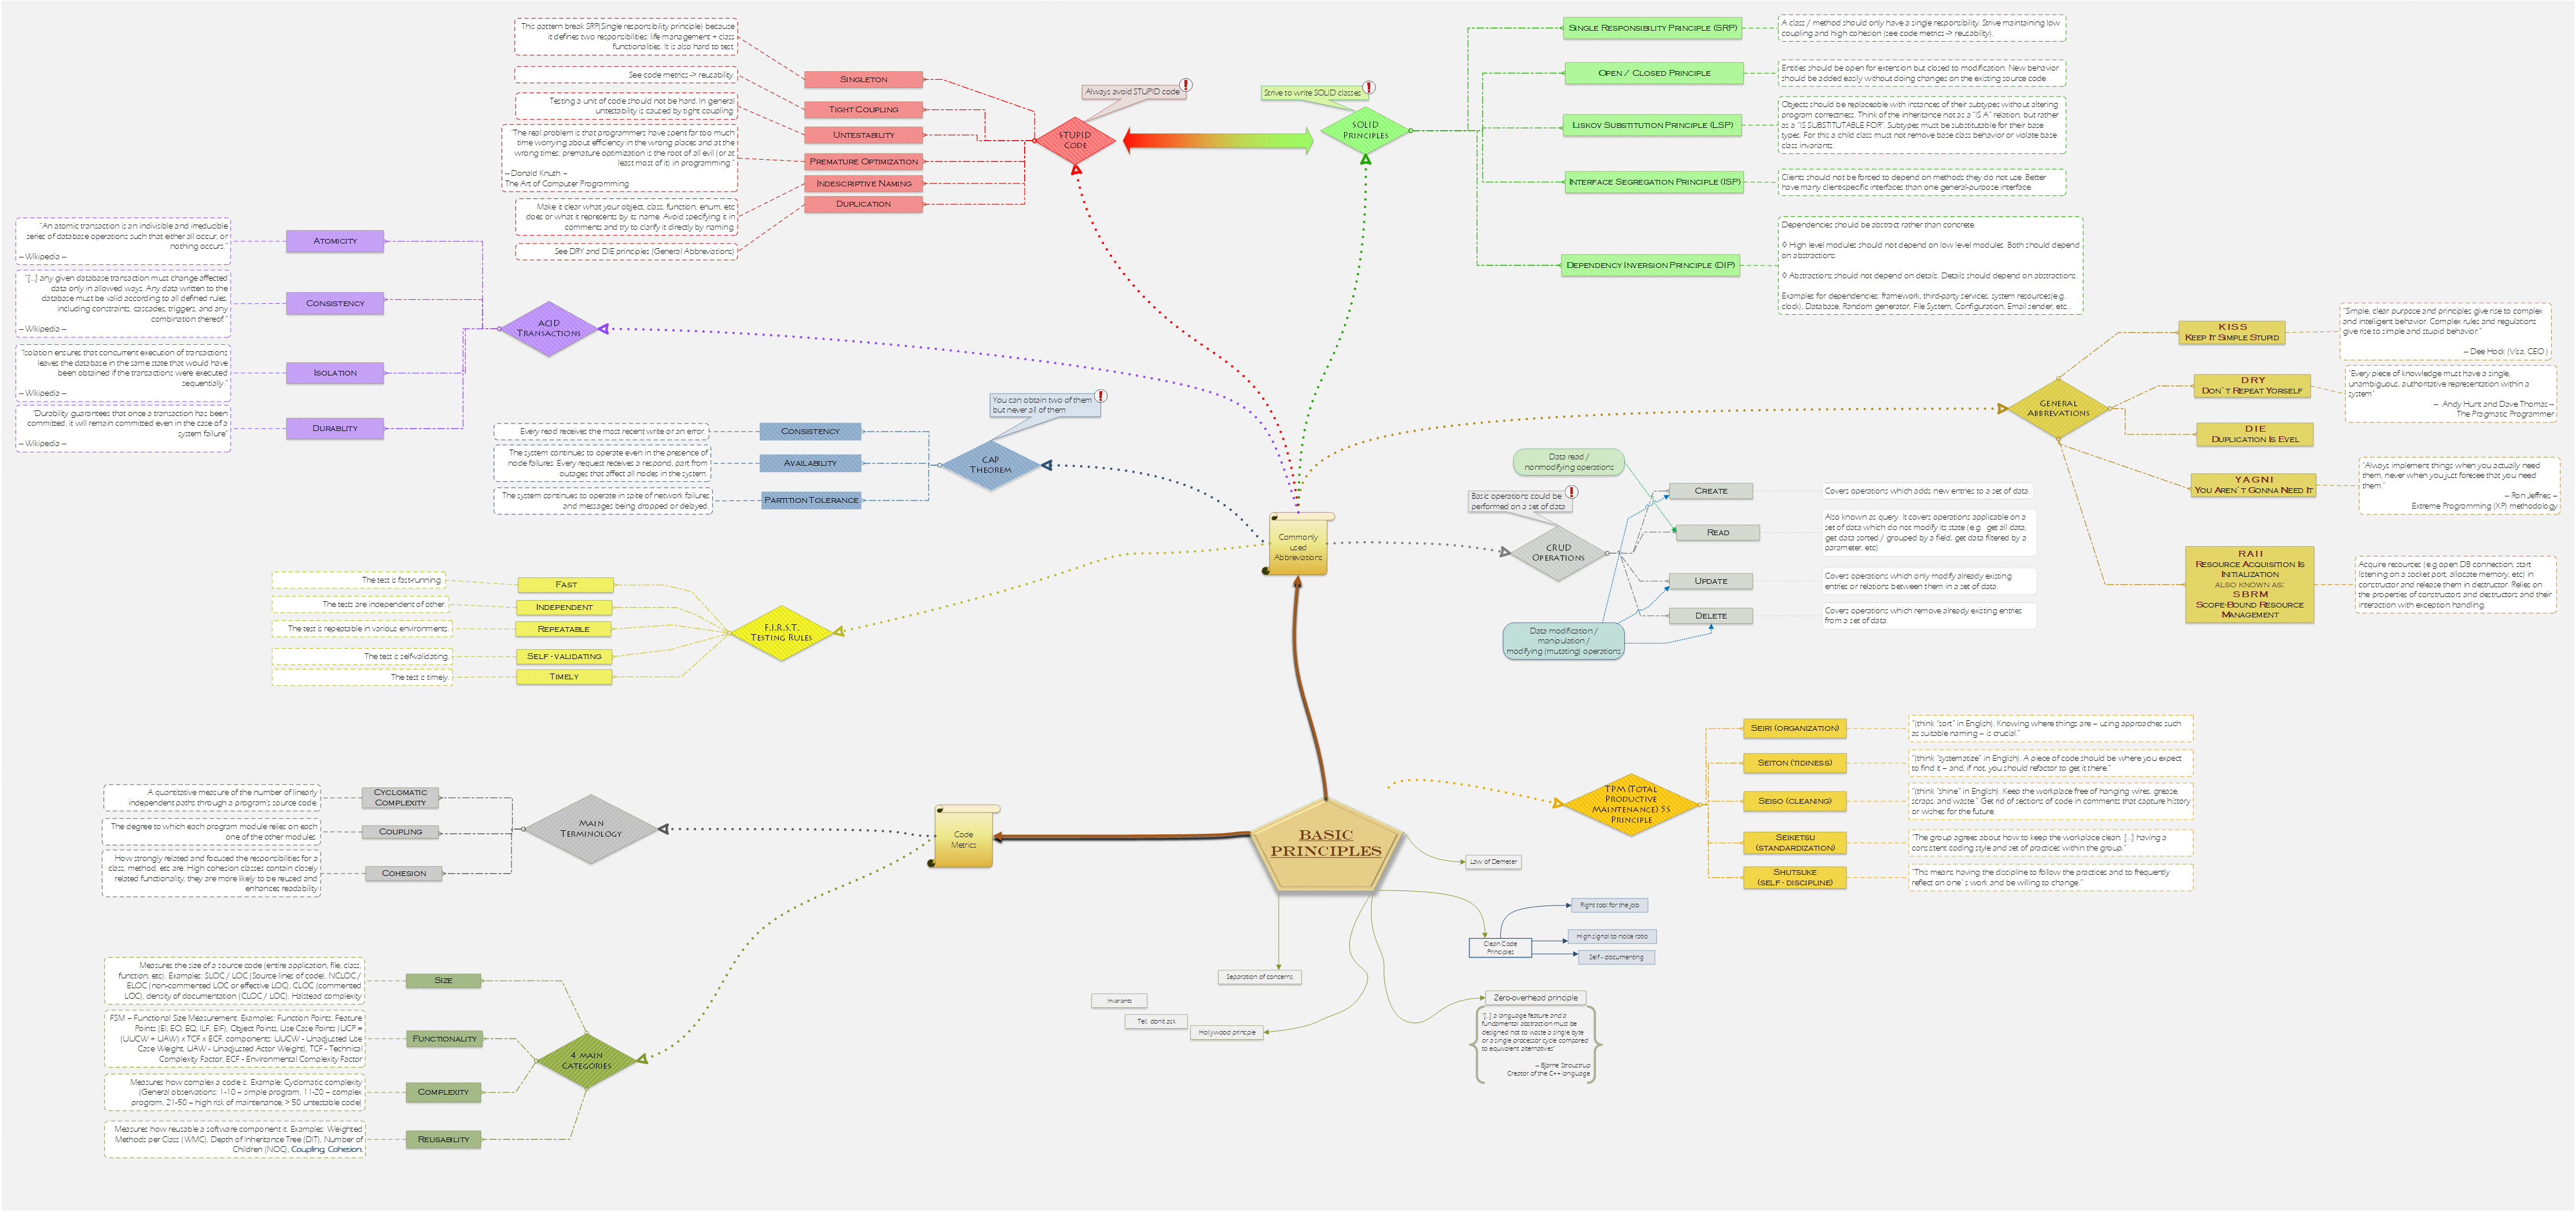 This pattern break SRP(Single responsibility principle) because
it defines two responsibilities: life management + class
functionalities. It is also hard to test.
See code metrics -> reusability.
Testing a unit of code should not be hard. In general
untestability is caused by tight coupling.
"The real problem is that programmers have spent far too much
time worrying about efficiency in the wrong places and at the
wrong times; premature optimization is the root of all evil (or at
least most of it) in programming."
-- Donald Knuth --
The Art of Computer Programming
Make it clear what your object, class, function, enum, etc
does or what it represents by its name. Avoid specifying it in
comments and try to clarify it directly by naming.
See DRY and DIE principles (General Abbreviations)
Singleton
Tight Coupling
Untestability
Premature Optimization
Indescriptive Naming
Duplication
Always avoid STUPID code
STUPID
Code
Strive to write SOLID classes
SOLID
Principles
Single Responsibility Principle (SRP)
A class / method should only have a single responsibility. Strive maintaining low
coupling and high cohesion (see code metrics -> reusability).
Open / Closed Principle
Entities should be open for extension but closed to modification. New behavior
should be added easily without doing changes on the existing source code.
Liskov Substitution Principle (LSP)
Objects should be replaceable with instances of their subtypes without altering
program correctness. Think of the inheritance not as a "IS A" relation, but rather
as a "IS SUBSTITUTABLE FOR". Subtypes must be substitutable for their base
types. For this a child class must not remove base class behavior or violate base
class invariants.
Interface Segregation Principle (ISP)
Clients should not be forced to depend on methods they do not use. Better
have many client-specific interfaces than one general-purpose interface.
Dependency Inversion Principle (DIP)
Dependencies should be abstract rather than concrete.
◊ High level modules should not depend on low level modules. Both should depend
on abstractions.
◊ Abstractions should not depend on details. Details should depend on abstractions.
Examples for dependencies: framework, third-party services, system resources(e.g.
clock), Database, Random generator, File System, Configuration, Email sender, etc...
"An atomic transaction is an indivisible and irreducible
series of database operations such that either all occur, or
nothing occurs."
-- Wikipedia --
"[...] any given database transaction must change affected
data only in allowed ways. Any data written to the
database must be valid according to all defined rules,
including constraints, cascades, triggers, and any
combination thereof."
-- Wikipedia --
"Isolation ensures that concurrent execution of transactions
leaves the database in the same state that would have
been obtained if the transactions were executed
sequentially."
-- Wikipedia --
"Durability guarantees that once a transaction has been
committed, it will remain committed even in the case of a
system failure"
-- Wikipedia --
Atomicity
Consistency
Isolation
Durablity
ACID
Transactions
You can obtain two of them
but never all of them
CAP
Theorem
Consistency
Every read receives the most recent write or an error.
Availability
The system continues to operate even in the presence of
node failures. Every request receives a respond, part from
outages that affect all nodes in the system.
Partition Tolerance
The system continues to operate in spite of network failures
and messages being dropped or delayed.
General
Abbrevations
KISS
Keep It Simple Stupid
"Simple, clear purpose and principles give rise to complex
and intelligent behavior. Complex rules and regulations
give rise to simple and stupid behavior."
-- Dee Hock (Visa, CEO )
DRY
Don`t Repeat Yorself
"Every piece of knowledge must have a single,
unambiguous, authoritative representation within a
system"
-- Andy Hunt and Dave Thomas --
The Pragmatic Programmer
DIE
Duplication Is Evel
YAGNI
You Aren`t Gonna Need It
"Always implement things when you actually need
them, never when you just foresee that you need
them."
-- Ron Jeffries --
Extreme Programming (XP) methodology
RAII
Resource Acquisition Is
Initialization
also known as:
SBRM
Scope-Bound Resource
Management
Acquire resources (e.g open DB connection, start
listening on a socket port, allocate memory, etc) in
constructor and release them in destructor. Relies on
the properties of constructors and destructors and their
interaction with exception handling.
Commonly
used
Abbreviations
Data read /
nonmodifying operations
Basic operations could be
performed on a set of data
CRUD
Operations
Data modification /
manipulation /
modifying (mutating) operations
Create
Covers operations which adds new entries to a set of data.
Read
Also known as query. It covers operations applicable on a
set of data which do not modify its state (e.g. get all data,
get data sorted / grouped by a field, get data filtered by a
parameter, etc)
Update
Covers operations which only modify already existing
entries or relations between them in a set of data.
Delete
Covers operations which remove already existing entries
from a set of data.
The test is fast-running.
Fast
The tests are independent of other.
Independent
The test is repeatable in various environments.
Repeatable
The test is self-validating.
Self - validating
The test is timely.
Timely
F.I.R.S.T.
Testing Rules
TPM (Total
Productive
Maintenance) 5S
Principle
Seiri (organization)
"(think "sort" in English). Knowing where things are – using approaches such
as suitable naming – is crucial."
Seiton (tidiness)
"(think "systematize" in English). A piece of code should be where you expect
to find it – and, if not, you should refactor to get it there."
Seiso (cleaning)
"(think "shine" in English). Keep the workplace free of hanging wires, grease,
scraps, and waste." Get rid of sections of code in comments that capture history
or wishes for the future.
Seiketsu
(standardization)
"The group agrees about how to keep the workplace clean. [...] having a
consistent coding style and set of practices within the group."
Shutsuke
(self - discipline)
"This means having the discipline to follow the practices and to frequently
reflect on one`s work and be willing to change."
A quantitative measure of the number of linearly
independent paths through a program's source code.
Cyclomatic
Complexity
The degree to which each program module relies on each
one of the other modules.
Coupling
How strongly related and focused the responsibilities for a
class, method, etc are. High cohesion classes contain closely
related functionality, they are more likely to be reused and
enhances readability
Cohesion
Main
Terminology
Code
Metrics
BASIC
PRINCIPLES
Law of Demeter
Right tool for the job
Clean Code
Principles
High signal to noise ratio
Self - documenting
Separation of concerns
Invariants
Tell, don't ask
Hollywood principle
Zero-overhead principle
"[...] a language feature and a
fundamental abstraction must be
designed not to waste a single byte
or a single processor cycle compared
to equivalent alternatives"
-- Bjarne Stroustrup
Creator of the C++ language
Measures the size of a source code (entire application, file, class,
function, etc). Examples: SLOC / LOC (Source lines of code), NCLOC /
ELOC (non-commented LOC or effective LOC), CLOC (commented
LOC), density of documentation (CLOC / LOC), Halstead complexity
Size
FSM – Functional Size Measurement. Examples: Function Points, Feature
Points (EI, EO, EQ, ILF, EIF), Object Points, Use Case Points (UCP =
(UUCW + UAW) x TCF x ECF, components: UUCW - Unadjusted Use
Case Weight, UAW - Unadjusted Actor Weight), TCF - Technical
Complexity Factor, ECF - Environmental Complexity Factor
Functionality
Measures how complex a code is. Example: Cyclomatic complexity
(General observations: 1-10 – simple program, 11-20 – complex
program, 21-50 – high risk of maintenance, > 50 untestable code)
Complexity
Measures how reusable a software component it. Examples: Weighted
Methods per Class (WMC), Depth of Inheritance Tree (DIT), Number of
Children (NOC), Coupling, Cohesion.
Reusability
4 main
categories